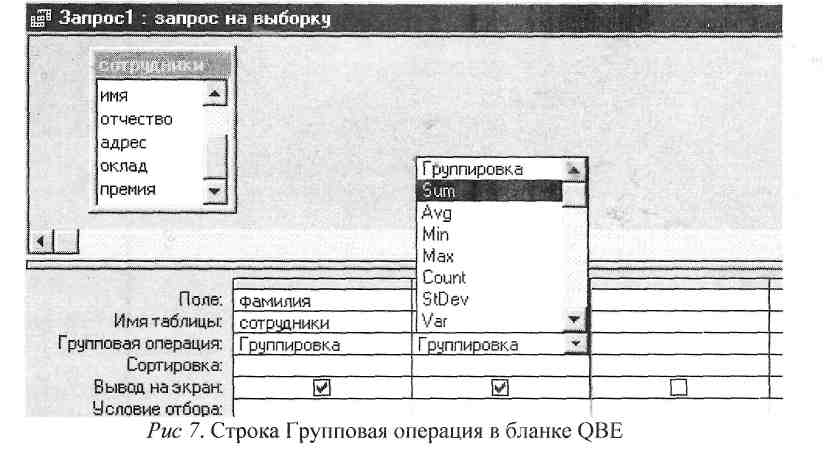 Запрос1 : запрос на выборку
сотрудники
имя
отчество
адрес
оклад
премия
Группировка
Sum
Avg
Min
Max
Count
StDev
Var
Поле: фамилия
Имя таблицы: сотрудники
Групповая операция: Группировка Группировка
Сортировка:
Вывод на экран:
Условие отбора:
Рис 7. Строка Групповая операция в бланке QBE